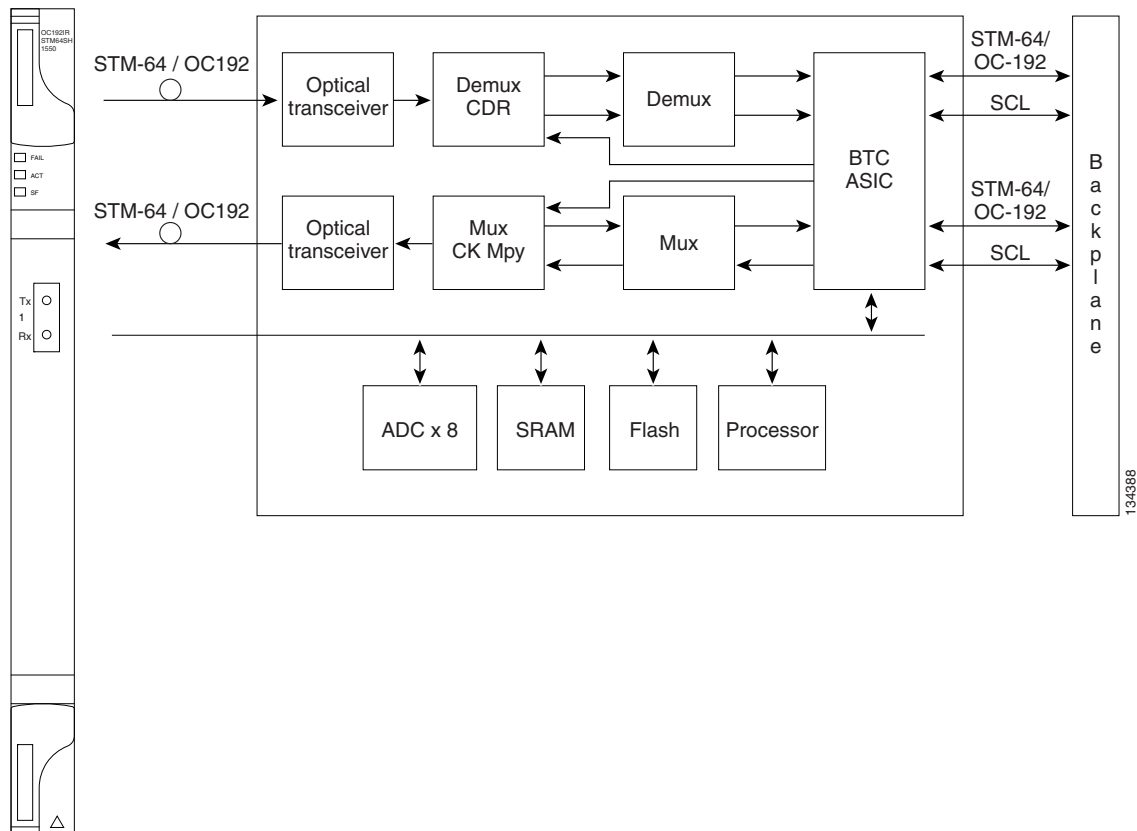 OC192IR
STM64SH
1550
FAIL
ACT
SF
Tx
1
Rx
STM-64 / OC192
STM-64 / OC192
Optical
transceiver
Demux
CDR
Demux
BTC
ASIC
Optical
transceiver
Mux
CK Mpy
Mux
ADC x 8
SRAM
Flash
Processor
STM-64/
OC-192
SCL
STM-64/
OC-192
SCL
Backplane
134388